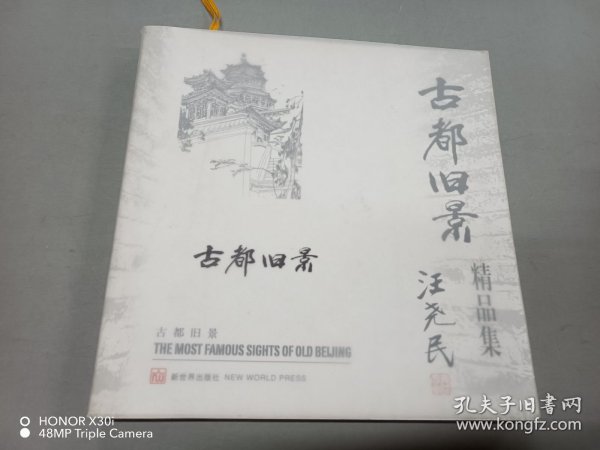 古都旧景
汪尧民
精品集
古都旧景
古都旧景
THE MOST FAMOUS SIGHTS OF OLD BEIJING
新世界出版社 NEW WORLD PRESS
HONOR X30i
48MP Triple Camera
孔夫子旧书网
www.kongfz.com